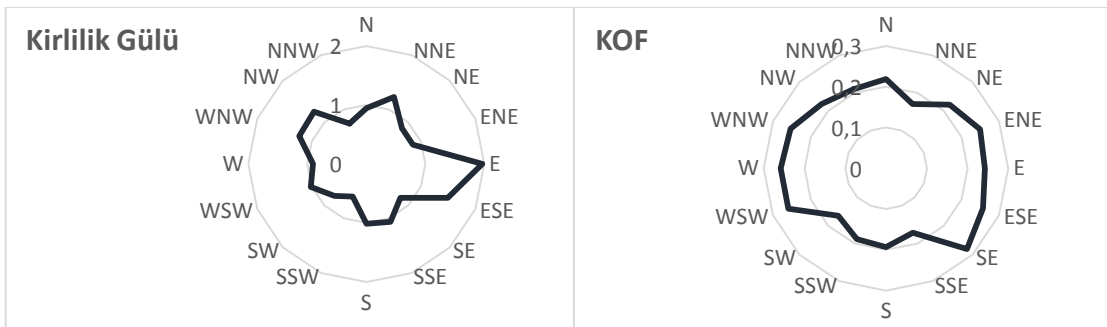 Kirlilik Gülü
N
NNE
NE
ENE
E
ESE
SE
SSE
S
SSW
SW
WSW
W
WNW
NW
NNW
2
1
0
KOF
N
NNE
NE
ENE
E
ESE
SE
SSE
S
SSW
SW
WSW
W
WNW
NW
NNW
0,3
0,2
0,1
0